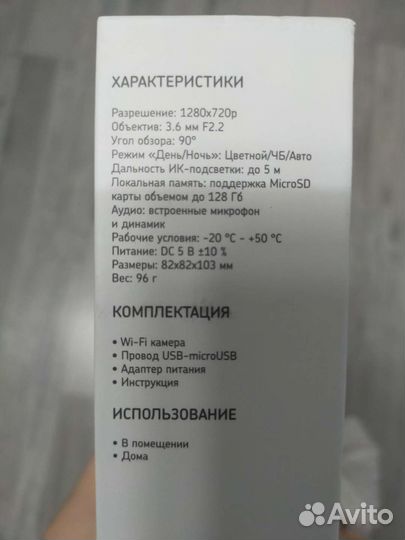 ХАРАКТЕРИСТИКИ
Разрешение: 1280x720p
Объектив: 3.6 мм F2.2
Угол обзора: 90°
Режим «День/Ночь»: Цветной/ЧБ/Авто
Дальность ИК-подсветки: до 5 м
Локальная память: поддержка MicroSD
карты объемом до 128 Гб
Аудио: встроенные микрофон
и динамик
Рабочие условия: -20 °C - +50 °C
Питание: DC 5 В ±10 %
Размеры: 82x82x103 мм
Вес: 96 г
КОМПЛЕКТАЦИЯ
• Wi-Fi камера
• Провод USB-microUSB
• Адаптер питания
• Инструкция
ИСПОЛЬЗОВАНИЕ
• В помещении
• Дома
Avito